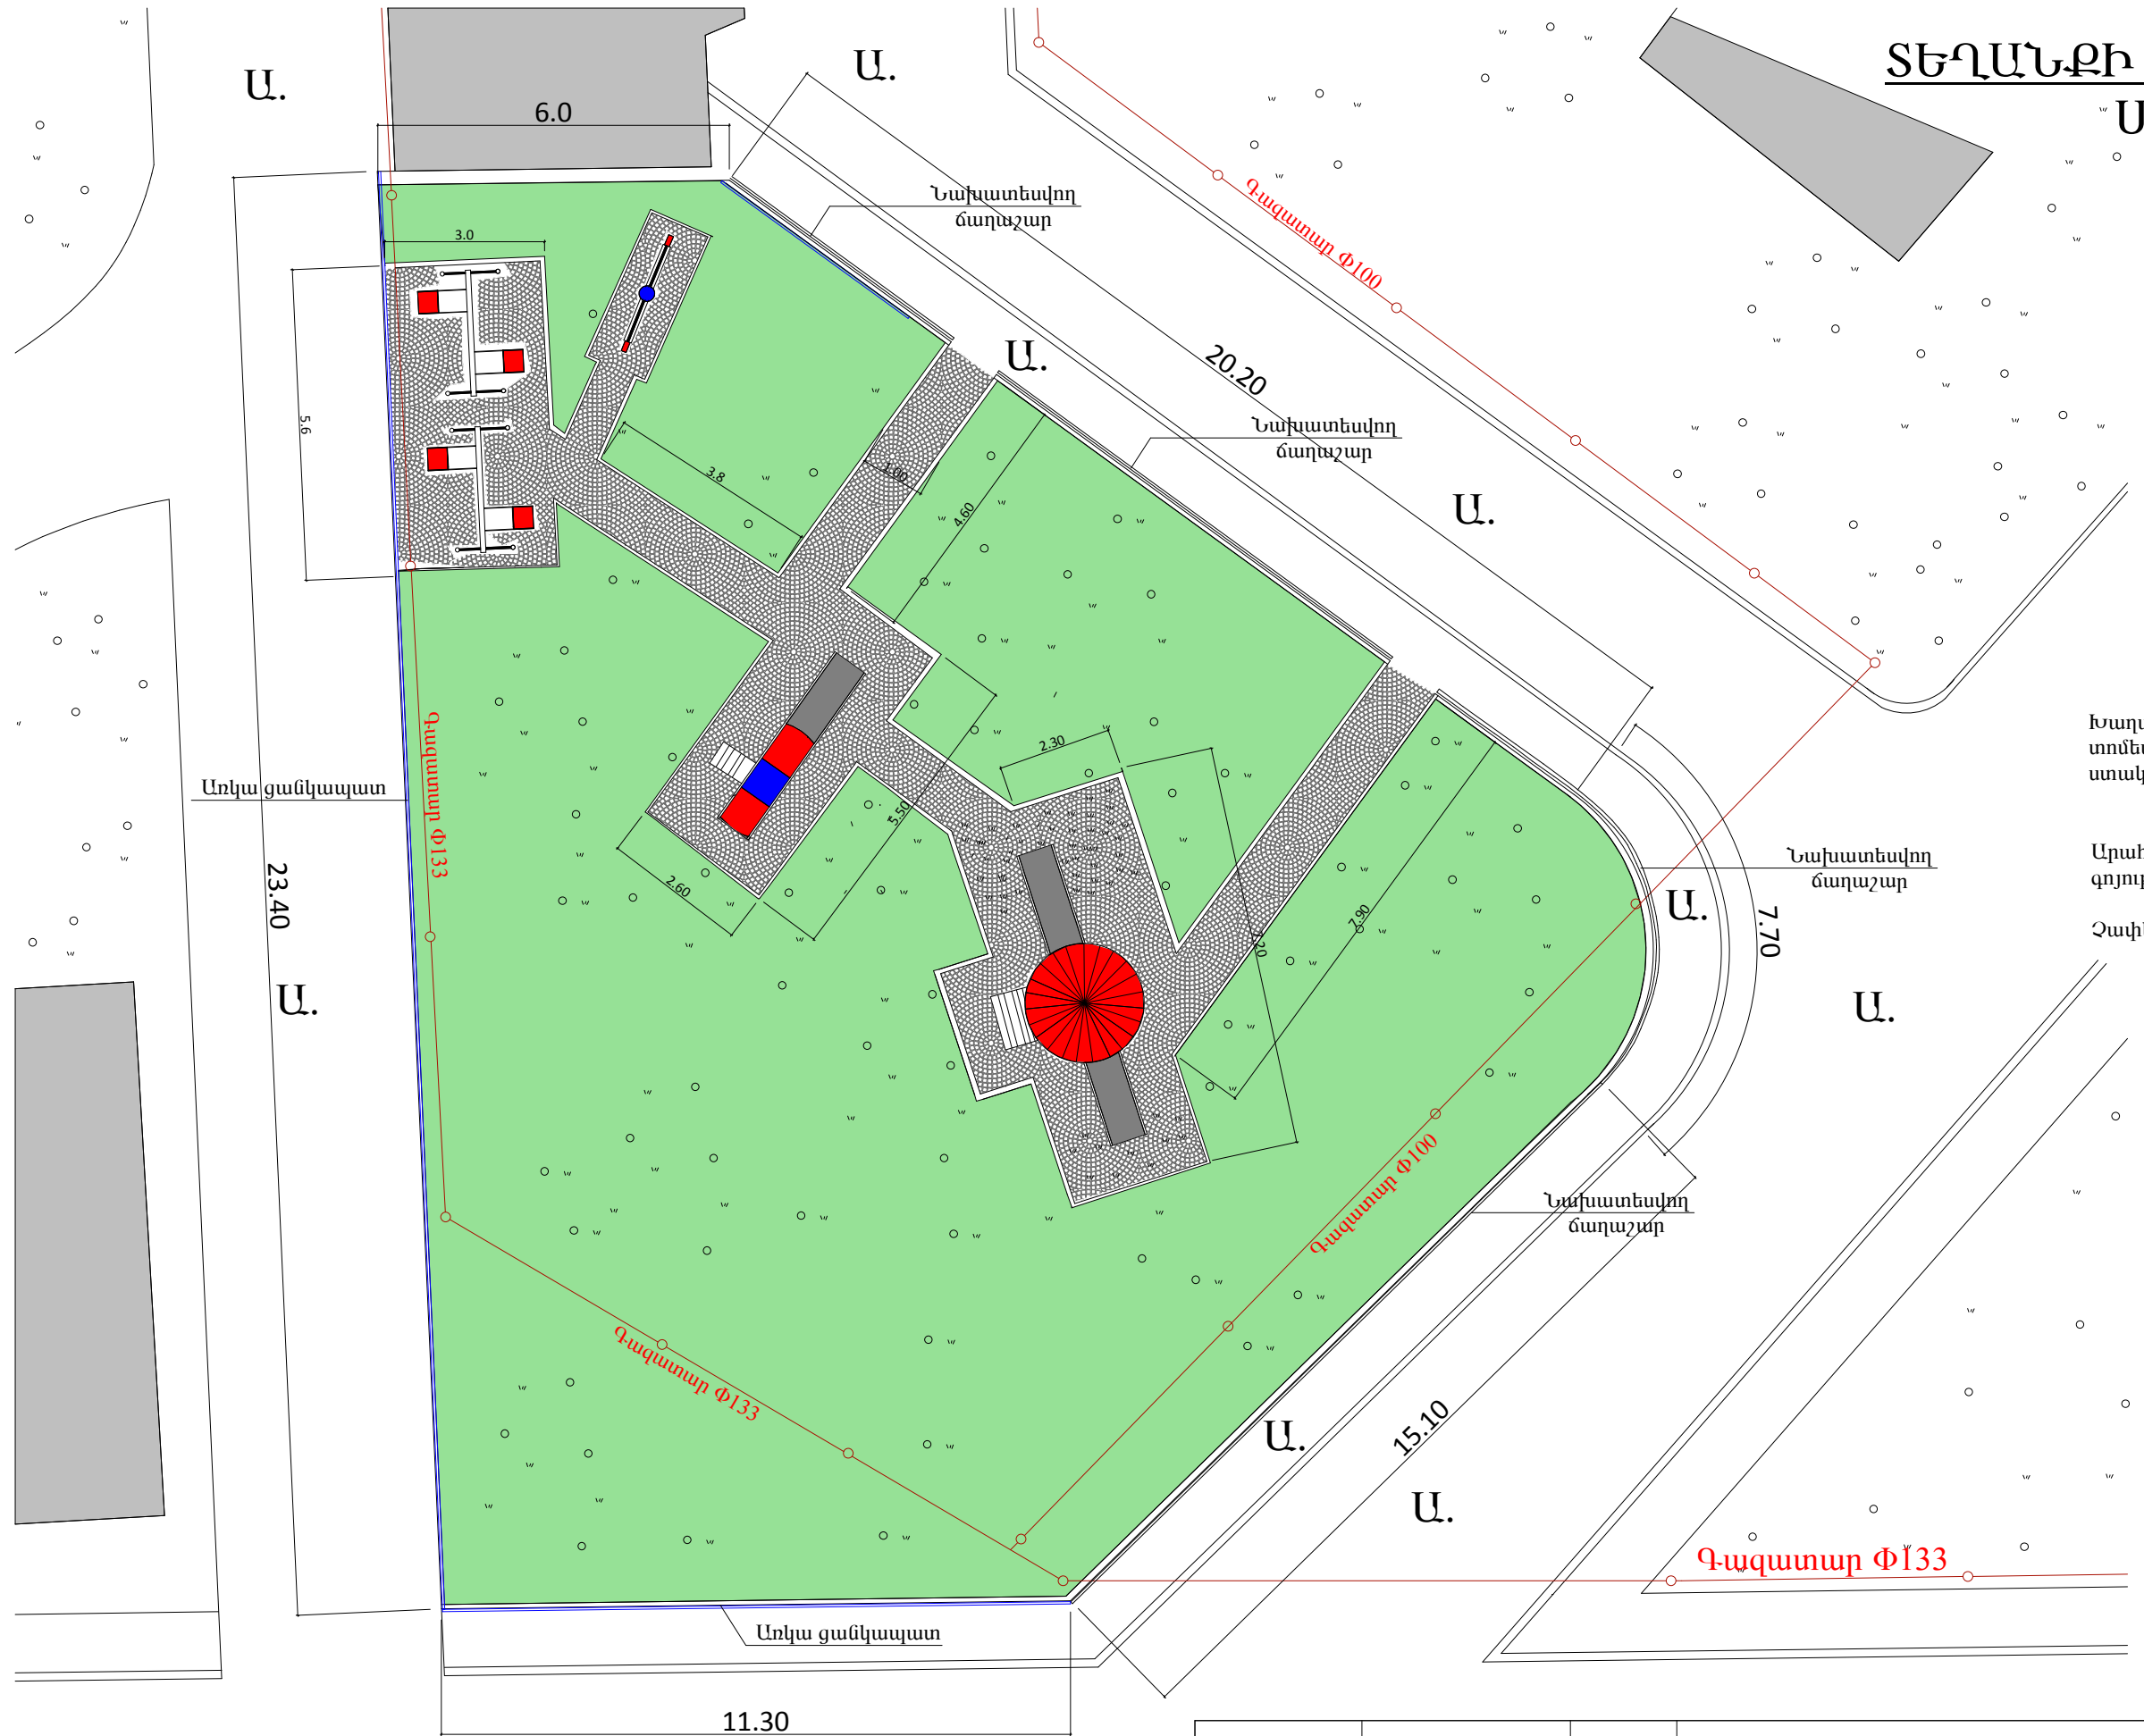 ՏԵՂԱՆՔԻ
Ա.
Ա.
6.0
Նախատեսվող
ճաղաշար
Գազատար Փ100
3.0
Ա.
20.20
5.6
3.8
1.00
4.60
Նախատեսվող
ճաղաշար
Ա.
Գազատար Փ133
Առկա ցանկապատ
23.40
Ա.
2.30
5.50
2.60
7.90
Նախատեսվող
ճաղաշար
Ա.
7.70
Ա.
Գազատար Փ100
Նախատեսվող
ճաղաշար
Գազատար Փ133
15.10
Ա.
Ա.
Գազատար Փ133
Առկա ցանկապատ
11.30